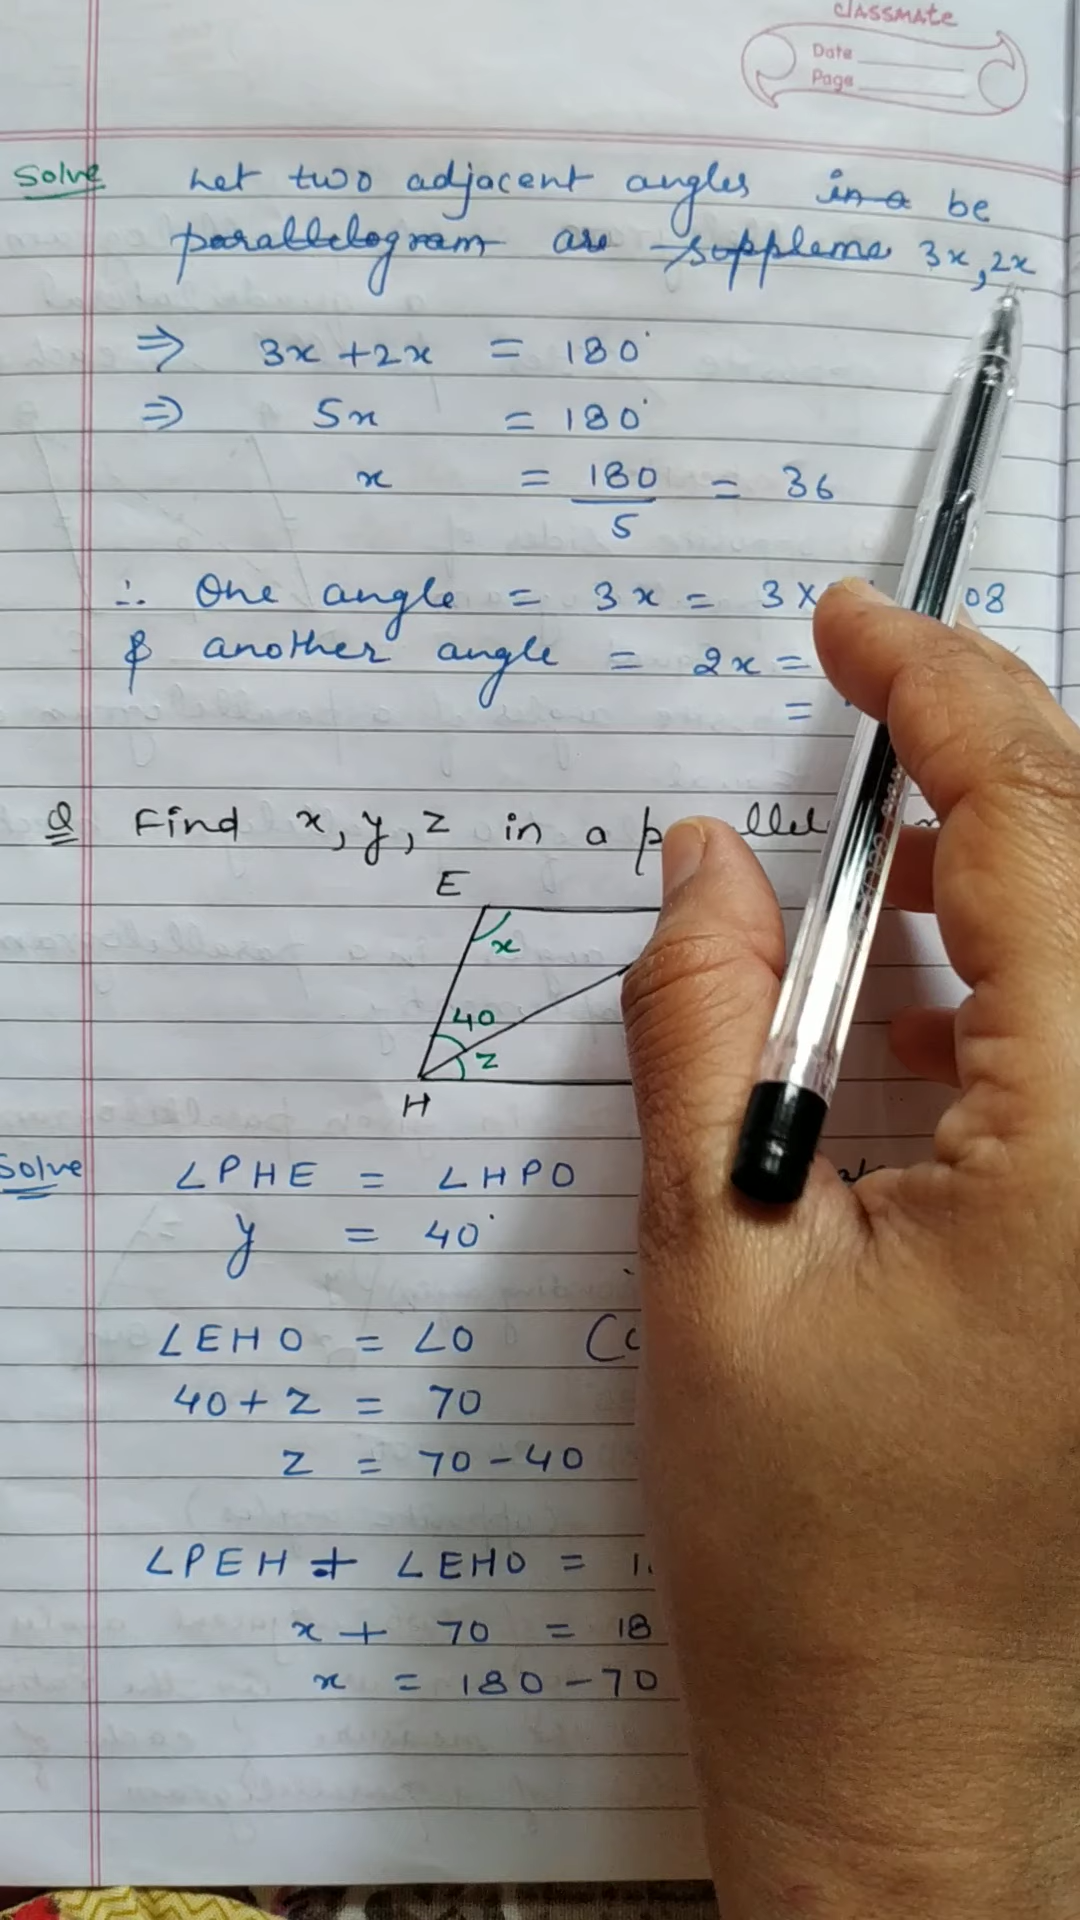 classmate
Date
Page
Solve Let two adjacent angles in a be
parallelogram are suppleme 3x, 2x
⇒ 3x + 2x = 180°
⇒ 5x = 180°
x = 180/5 = 36
∴ One angle = 3x = 3× 08
& another angle = 2x =
=
Q Find x, y, z in a
E
x
40
z
H
Solve ∠PHE = ∠HPO
y = 40°
∠EHO = ∠O
40 + z = 70
z = 70 - 40
∠PEH + ∠EHO =
x + 70 = 18
x = 180 - 70